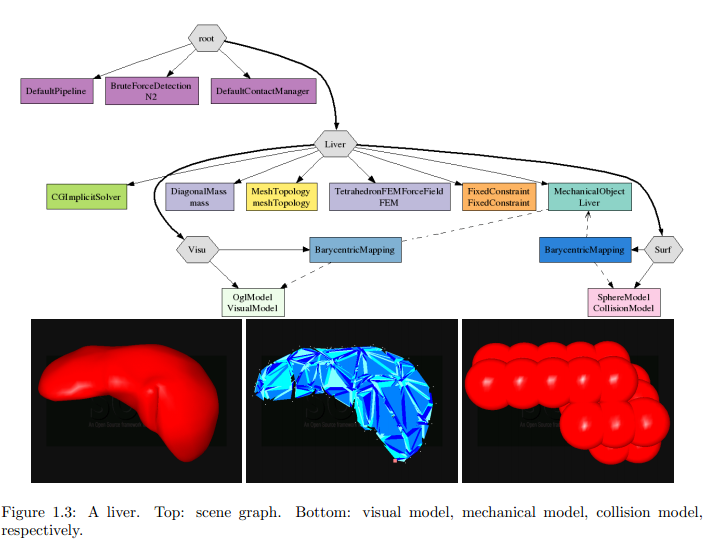 root
DefaultPipeline
BruteForceDetection
N2
DefaultContactManager
Liver
CGImplicitSolver
DiagonalMass
mass
MeshTopology
meshTopology
TetrahedronFEMForceField
FEM
FixedConstraint
FixedConstraint
MechanicalObject
Liver
Visu
BarycentricMapping
BarycentricMapping
Surf
OglModel
VisualModel
SphereModel
CollisionModel
Figure 1.3: A liver. Top: scene graph. Bottom: visual model, mechanical model, collision model,
respectively.